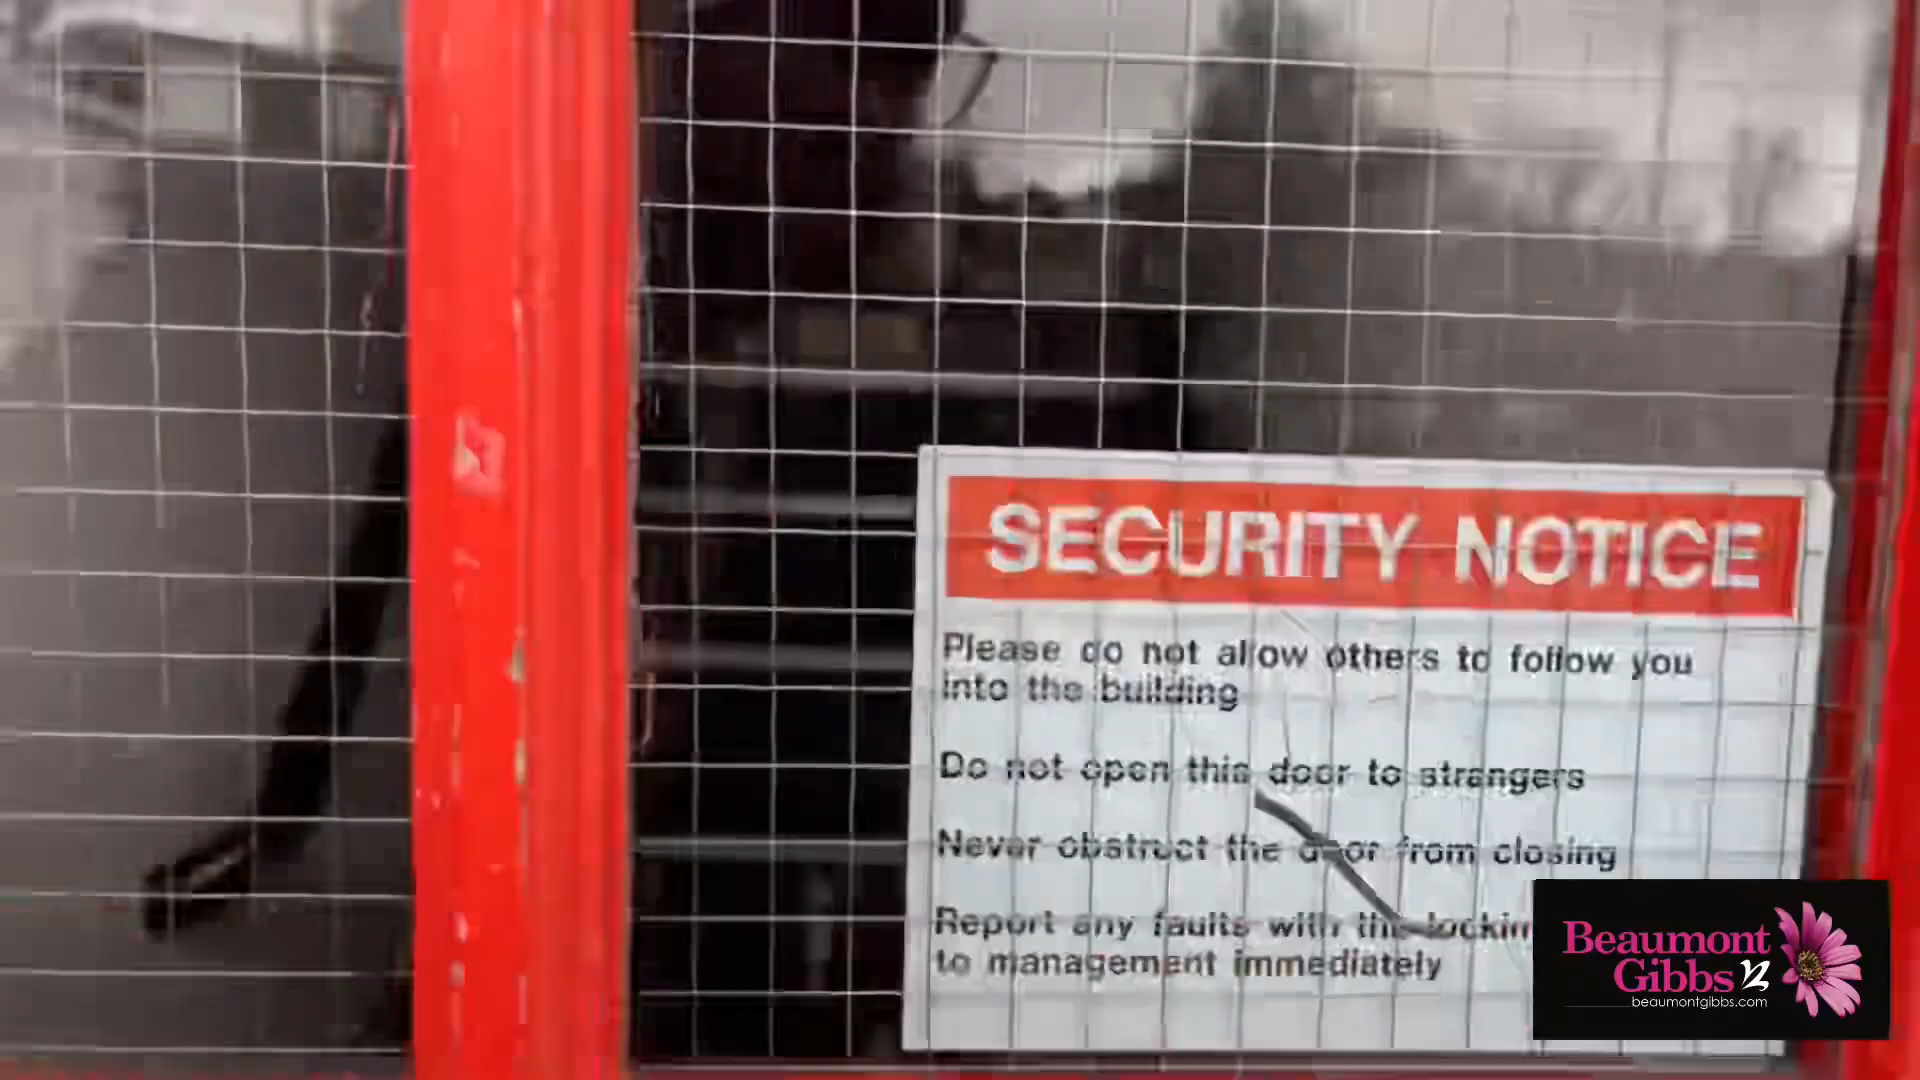 SECURITY NOTICE
Please do not allow others to follow you
into the building
Do not open this door to strangers
Never obstruct the door from closing
Report any faults with the
to management immediately
Beaumont
Gibbs
beaumontgibbs.com